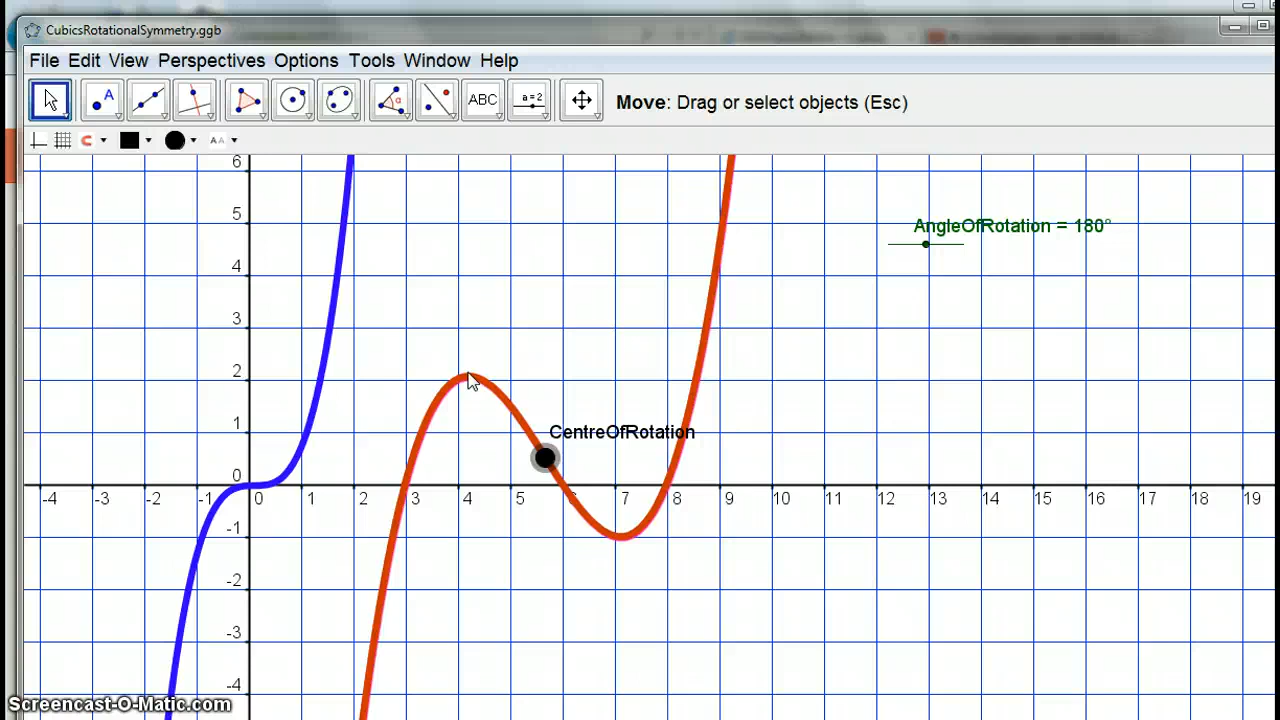 CubicsRotationalSymmetry.ggb
File Edit View Perspectives Options Tools Window Help
A α ABC a=2 Move: Drag or select objects (Esc)
AA
6
5
AngleOfRotation = 180°
4
3
2
1
CentreOfRotation
0
-4 -3 -2 -1 0 1 2 3 4 5 6 7 8 9 10 11 12 13 14 15 16 17 18 19
-1
-2
-3
-4
Screencast-O-Matic.com